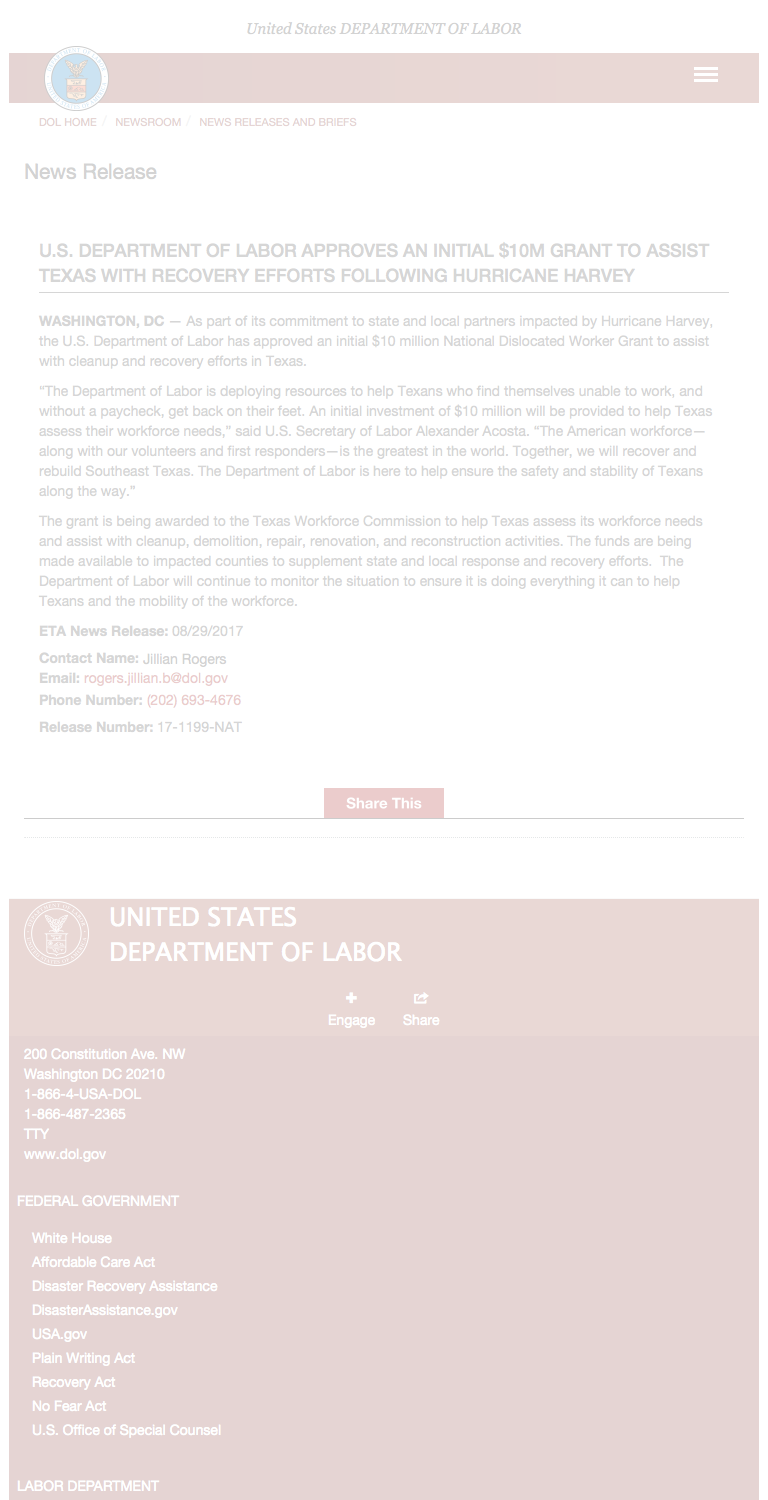 United States DEPARTMENT OF LABOR
DOL HOME / NEWSROOM / NEWS RELEASES AND BRIEFS
News Release
U.S. DEPARTMENT OF LABOR APPROVES AN INITIAL $10M GRANT TO ASSIST
TEXAS WITH RECOVERY EFFORTS FOLLOWING HURRICANE HARVEY
WASHINGTON, DC — As part of its commitment to state and local partners impacted by Hurricane Harvey,
the U.S. Department of Labor has approved an initial $10 million National Dislocated Worker Grant to assist
with cleanup and recovery efforts in Texas.
“The Department of Labor is deploying resources to help Texans who find themselves unable to work, and
without a paycheck, get back on their feet. An initial investment of $10 million will be provided to help Texas
assess their workforce needs,” said U.S. Secretary of Labor Alexander Acosta. “The American workforce—
along with our volunteers and first responders—is the greatest in the world. Together, we will recover and
rebuild Southeast Texas. The Department of Labor is here to help ensure the safety and stability of Texans
along the way.”
The grant is being awarded to the Texas Workforce Commission to help Texas assess its workforce needs
and assist with cleanup, demolition, repair, renovation, and reconstruction activities. The funds are being
made available to impacted counties to supplement state and local response and recovery efforts.  The
Department of Labor will continue to monitor the situation to ensure it is doing everything it can to help
Texans and the mobility of the workforce.
ETA News Release: 08/29/2017
Contact Name: Jillian Rogers
Email: rogers.jillian.b@dol.gov
Phone Number: (202) 693-4676
Release Number: 17-1199-NAT
Share This
UNITED STATES
DEPARTMENT OF LABOR
Engage Share
200 Constitution Ave. NW
Washington DC 20210
1-866-4-USA-DOL
1-866-487-2365
TTY
www.dol.gov
FEDERAL GOVERNMENT
White House
Affordable Care Act
Disaster Recovery Assistance
DisasterAssistance.gov
USA.gov
Plain Writing Act
Recovery Act
No Fear Act
U.S. Office of Special Counsel
LABOR DEPARTMENT